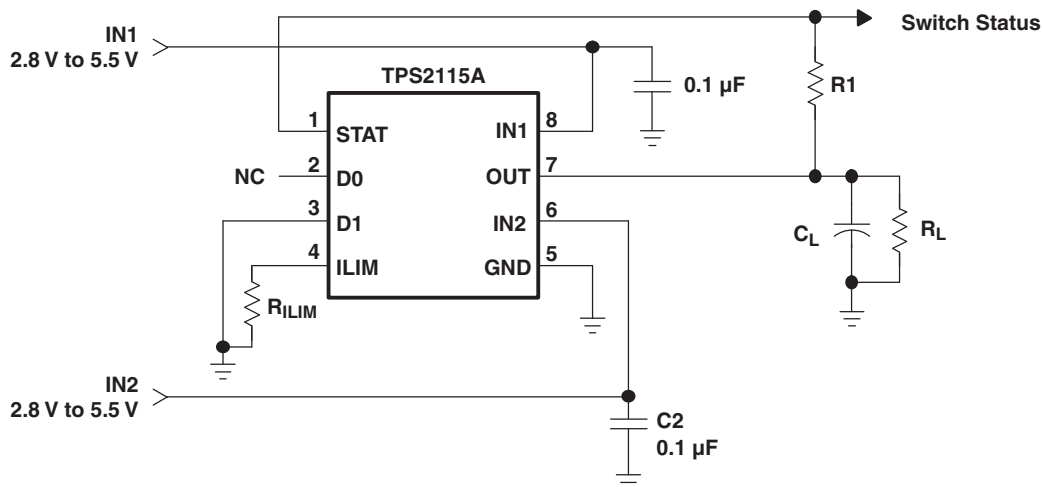 Switch Status
IN1
2.8 V to 5.5 V
TPS2115A
0.1 µF
R1
1
STAT
IN1
8
NC
2
D0
OUT
7
3
D1
IN2
6
4
ILIM
GND
5
CL
RL
RILIM
IN2
2.8 V to 5.5 V
C2
0.1 µF